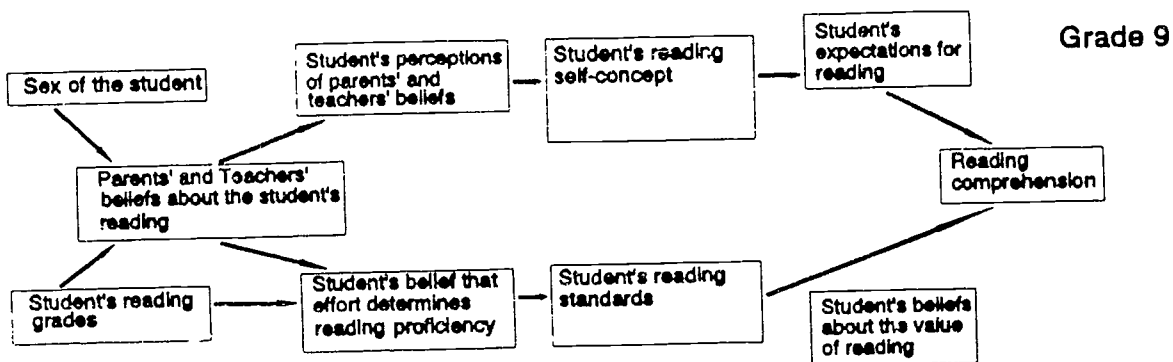 Grade 9
Sex of the student
Student's perceptions
of parents' and
teachers' beliefs
Student's reading
self-concept
Student's
expectations for
reading
Parents' and Teachers'
beliefs about the student's
reading
Reading
comprehension
Student's reading
grades
Student's belief that
effort determines
reading proficiency
Student's reading
standards
Student's beliefs
about the value
of reading